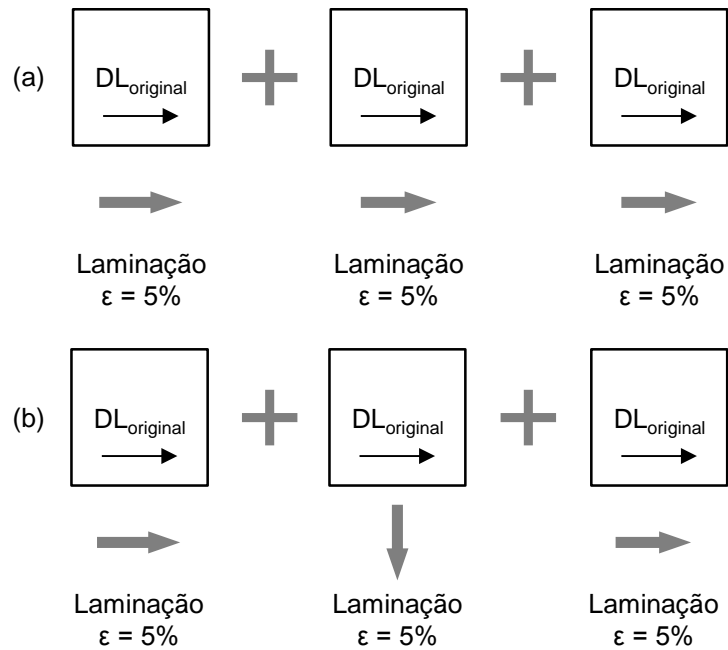 (a) DLoriginal DLoriginal DLoriginal
Laminação Laminação Laminação
ε = 5% ε = 5% ε = 5%
(b) DLoriginal DLoriginal DLoriginal
Laminação Laminação Laminação
ε = 5% ε = 5% ε = 5%